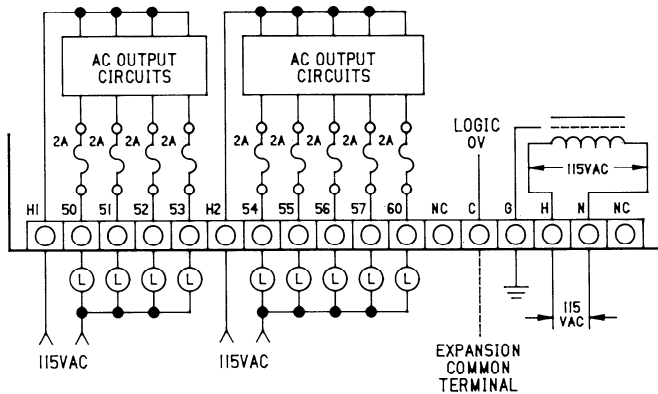 AC OUTPUT
CIRCUITS
AC OUTPUT
CIRCUITS
2A 2A 2A 2A 2A 2A 2A 2A 2A
LOGIC
0V
115VAC
H1 50 51 52 53 H2 54 55 56 57 60 NC C G H N NC
L L L L L L L L L
115VAC
115VAC
EXPANSION
COMMON
TERMINAL
115
VAC